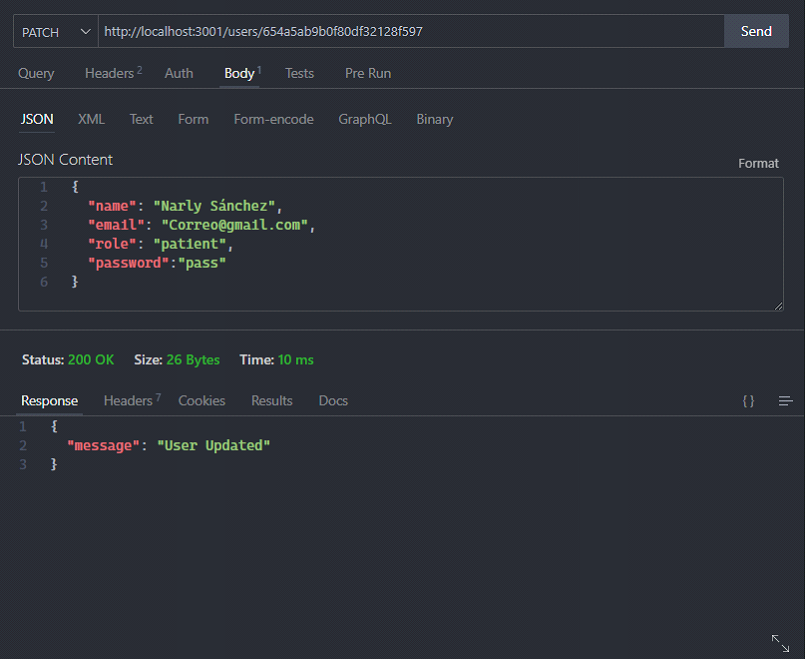 PATCH http://localhost:3001/users/654a5ab9b0f80df32128f597 Send
Query Headers 2 Auth Body 1 Tests Pre Run
JSON XML Text Form Form-encode GraphQL Binary
JSON Content
Format
1 {
2 "name": "Narly Sánchez",
3 "email": "Correo@gmail.com",
4 "role": "patient",
5 "password":"pass"
6 }
Status: 200 OK Size: 26 Bytes Time: 10 ms
Response Headers 7 Cookies Results Docs { }
1 {
2 "message": "User Updated"
3 }